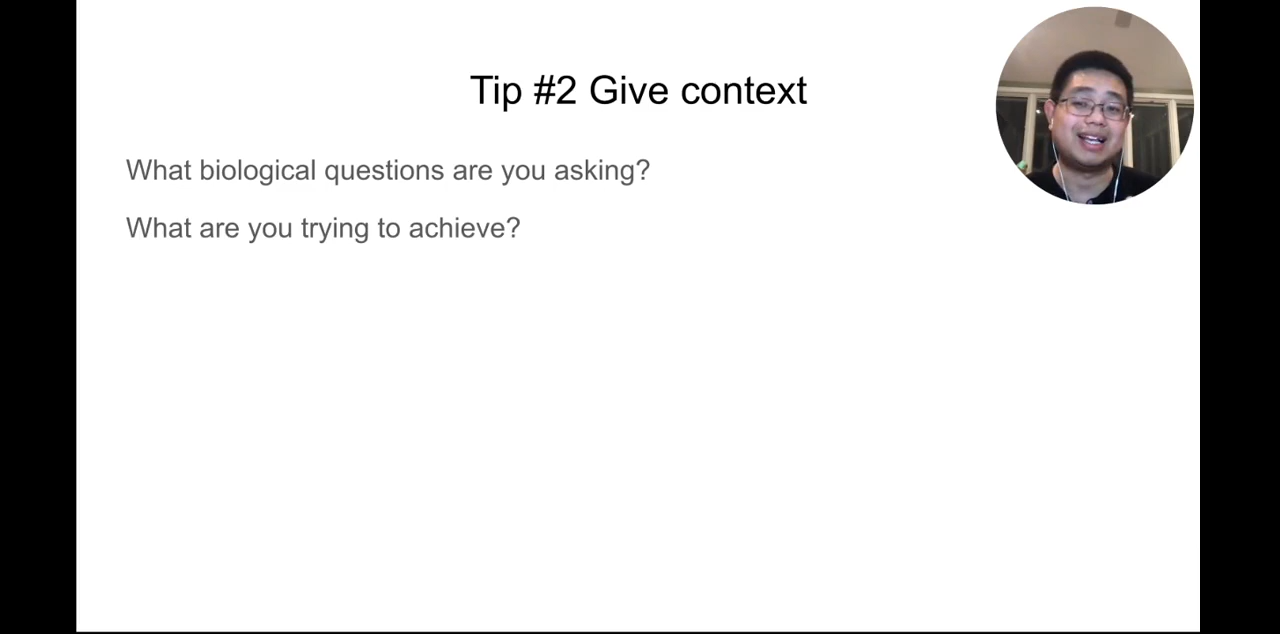 Tip #2 Give context
What biological questions are you asking?
What are you trying to achieve?